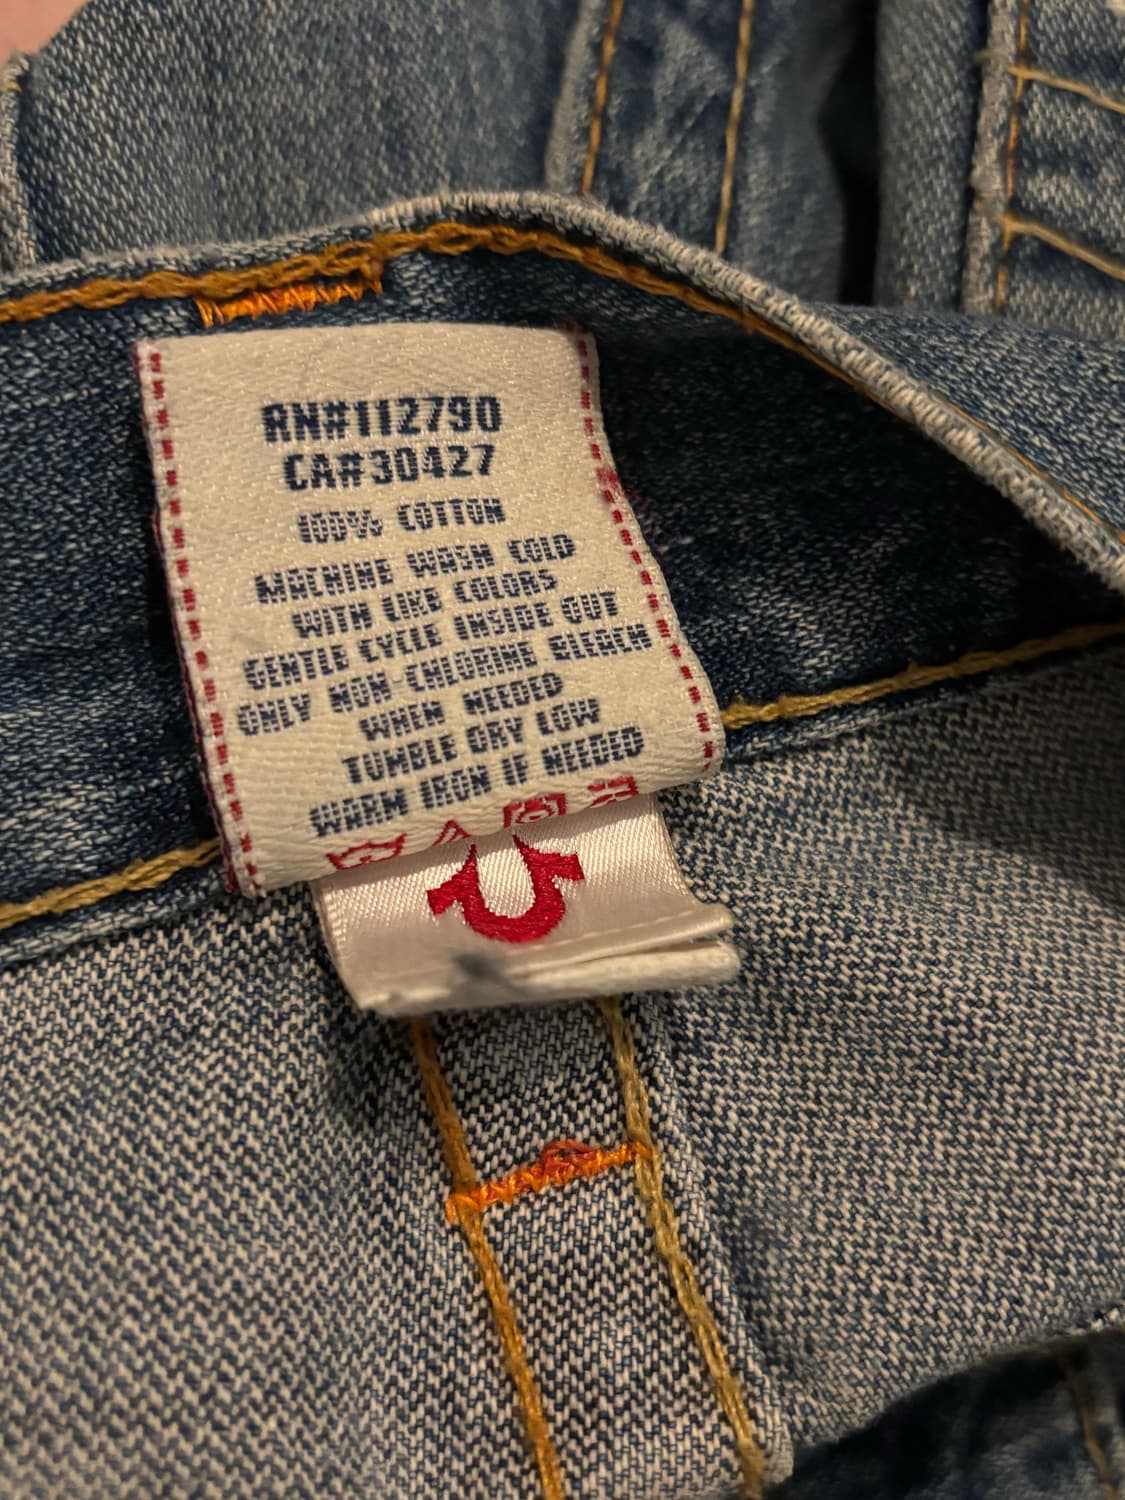 RN#112790
CA#30427
100% COTTON
MACHINE WASH COLD
WITH LIKE COLORS
GENTLE CYCLE INSIDE OUT
ONLY NON-CHLORINE BLEACH
WHEN NEEDED
TUMBLE DRY LOW
WARM IRON IF NEEDED